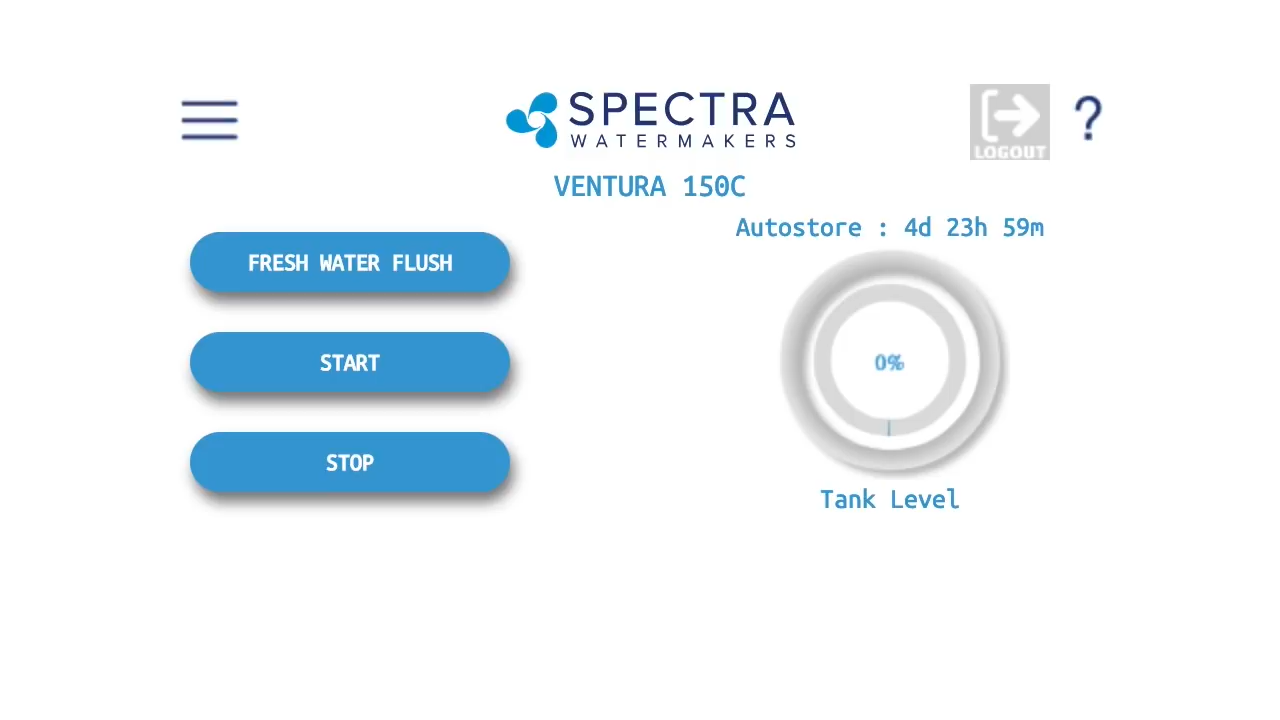 SPECTRA
WATERMAKERS
LOGOUT
?
VENTURA 150C
Autostore : 4d 23h 59m
FRESH WATER FLUSH
START
STOP
0%
Tank Level